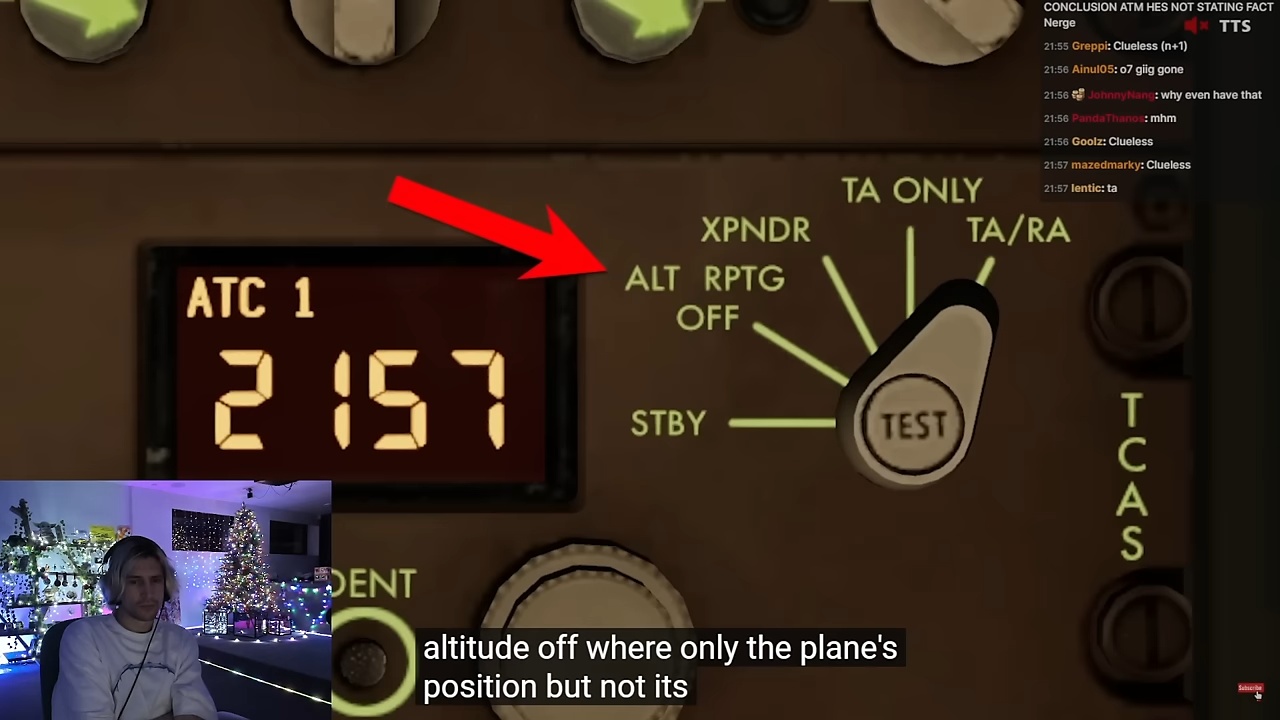 CONCLUSION ATM HES NOT STATING FACT
Nerge
TTS
21:55 Greppi: Clueless (n+1)
21:56 Ainul05: o7 giig gone
21:56 JohnnyNang: why even have that
21:56 PandaThanos: mhm
21:56 Goolz: Clueless
21:57 mazedmarky: Clueless
21:57 lentic: ta
TA ONLY
XPNDR
TA/RA
ALT RPTG
OFF
ATC 1
2157
STBY
TEST
TCAS
DENT
altitude off where only the plane's
position but not its
Subscribe